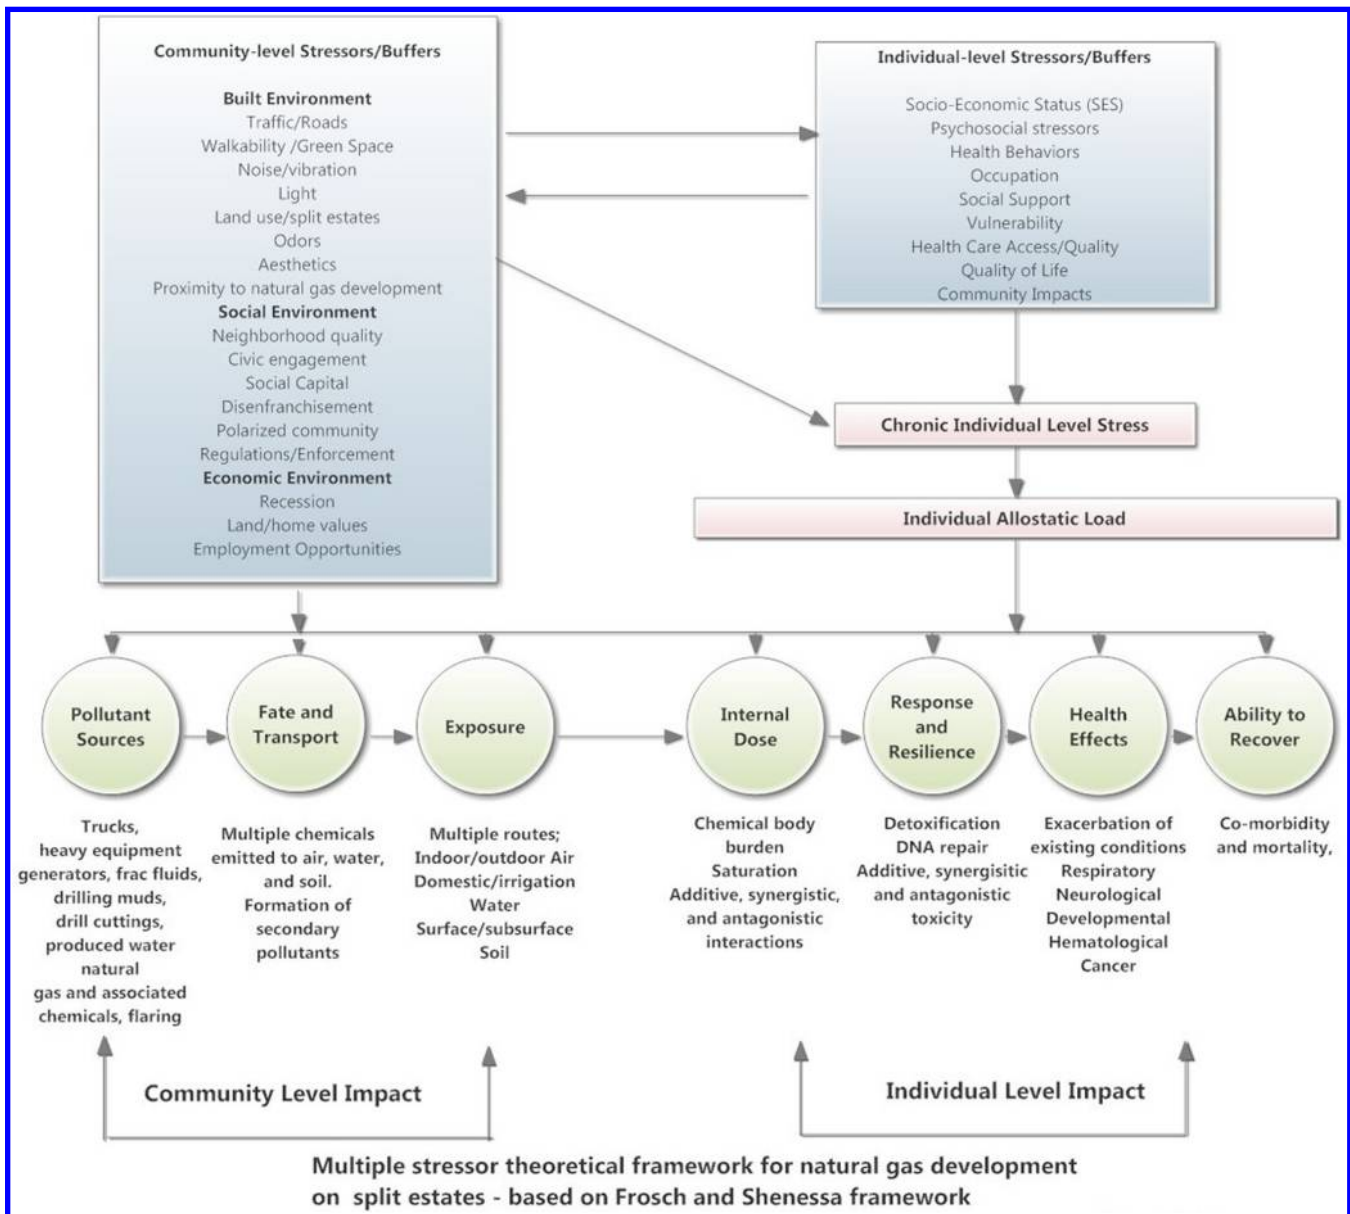 Community-level Stressors/Buffers
Built Environment
Traffic/Roads
Walkability /Green Space
Noise/vibration
Light
Land use/split estates
Odors
Aesthetics
Proximity to natural gas development
Social Environment
Neighborhood quality
Civic engagement
Social Capital
Disenfranchisement
Polarized community
Regulations/Enforcement
Economic Environment
Recession
Land/home values
Employment Opportunities
Individual-level Stressors/Buffers
Socio-Economic Status (SES)
Psychosocial stressors
Health Behaviors
Occupation
Social Support
Vulnerability
Health Care Access/Quality
Quality of Life
Community Impacts
Chronic Individual Level Stress
Individual Allostatic Load
Pollutant
Sources
Fate and
Transport
Exposure
Internal
Dose
Response
and
Resilience
Health
Effects
Ability to
Recover
Trucks,
heavy equipment
generators, frac fluids,
drilling muds,
drill cuttings,
produced water
natural
gas and associated
chemicals, flaring
Multiple chemicals
emitted to air, water,
and soil.
Formation of
secondary
pollutants
Multiple routes;
Indoor/outdoor Air
Domestic/irrigation
Water
Surface/subsurface
Soil
Chemical body
burden
Saturation
Additive, synergistic,
and antagonistic
interactions
Detoxification
DNA repair
Additive, synergisitic
and antagonistic
toxicity
Exacerbation of
existing conditions
Respiratory
Neurological
Developmental
Hematological
Cancer
Co-morbidity
and mortality,
Community Level Impact
Individual Level Impact
Multiple stressor theoretical framework for natural gas development
on split estates - based on Frosch and Shenessa framework